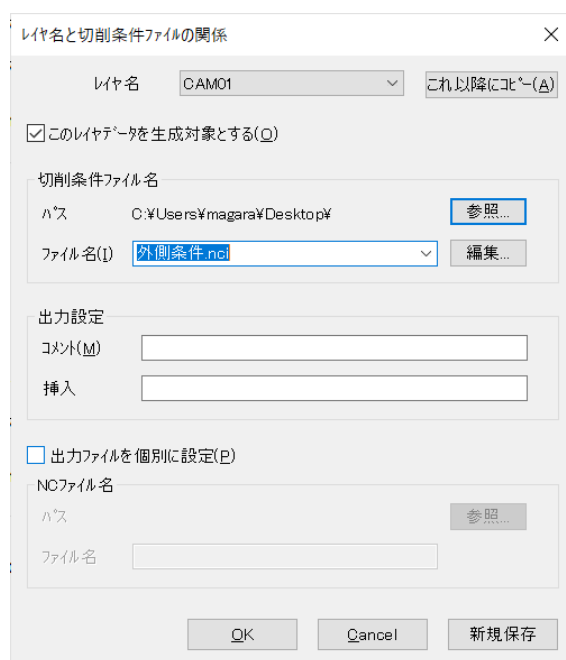 ﾚｲﾔ名と切削条件ﾌｧｲﾙの関係
ﾚｲﾔ名 CAM01 これ以降にｺﾋﾟｰ(A)
このﾚｲﾔﾃﾞｰﾀを生成対象とする(O)
切削条件ﾌｧｲﾙ名
ﾊﾟｽ C:¥Users¥magara¥Desktop¥ 参照...
ﾌｧｲﾙ名(I) 外側条件.nci 編集...
出力設定
ｺﾒﾝﾄ(M)
挿入
出力ﾌｧｲﾙを個別に設定(P)
NCﾌｧｲﾙ名
ﾊﾟｽ 参照...
ﾌｧｲﾙ名
OK Cancel 新規保存